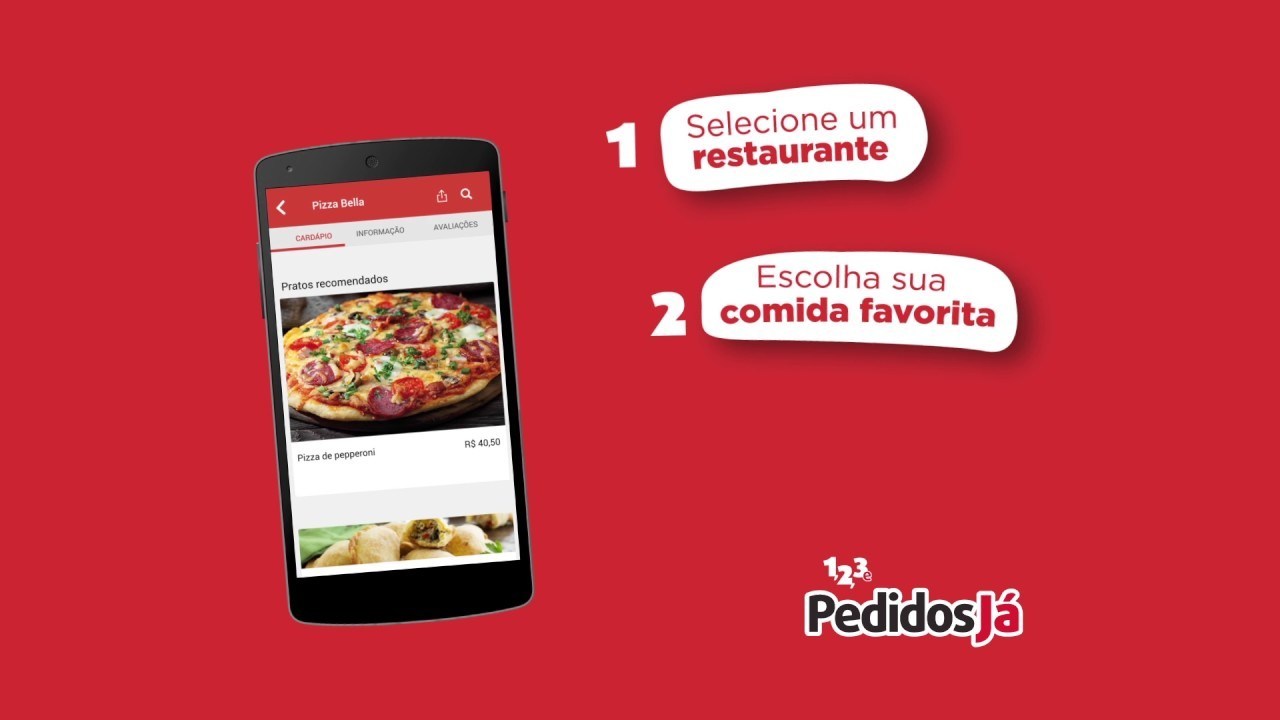 1
Selecione um
restaurante
2
Escolha sua
comida favorita
Pizza Bella
CARDÁPIO INFORMAÇÃO AVALIAÇÕES
Pratos recomendados
Pizza de pepperoni R$ 40,50
1,2,3 e
PedidosJá